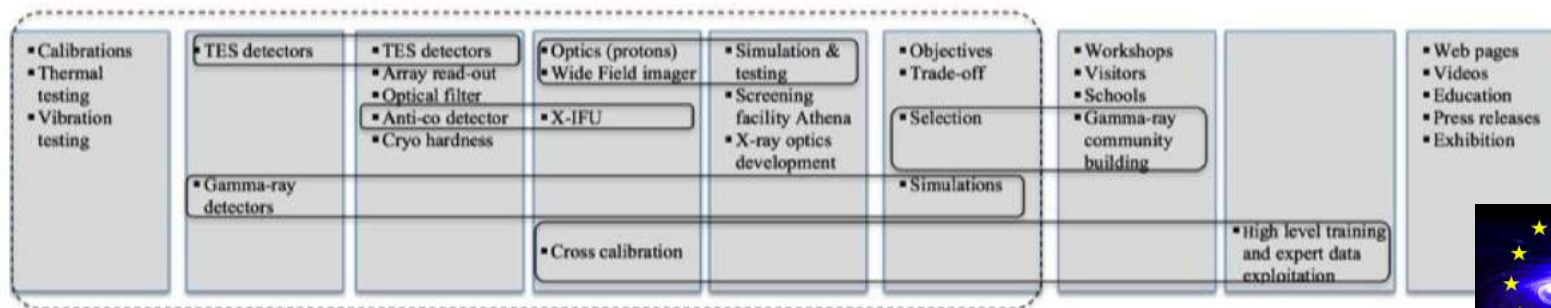 ▪ Calibrations
▪ Thermal
testing
▪ Vibration
testing
▪ TES detectors
▪ Gamma-ray
detectors
▪ TES detectors
▪ Array read-out
▪ Optical filter
▪ Anti-co detector
▪ Cryo hardness
▪ Optics (protons)
▪ Wide Field imager
▪ X-IFU
▪ Cross calibration
▪ Simulation &
testing
▪ Screening
facility Athena
▪ X-ray optics
development
▪ Objectives
▪ Trade-off
▪ Selection
▪ Simulations
▪ Workshops
▪ Visitors
▪ Schools
▪ Gamma-ray
community
building
▪ High level training
and expert data
exploitation
▪ Web pages
▪ Videos
▪ Education
▪ Press releases
▪ Exhibition